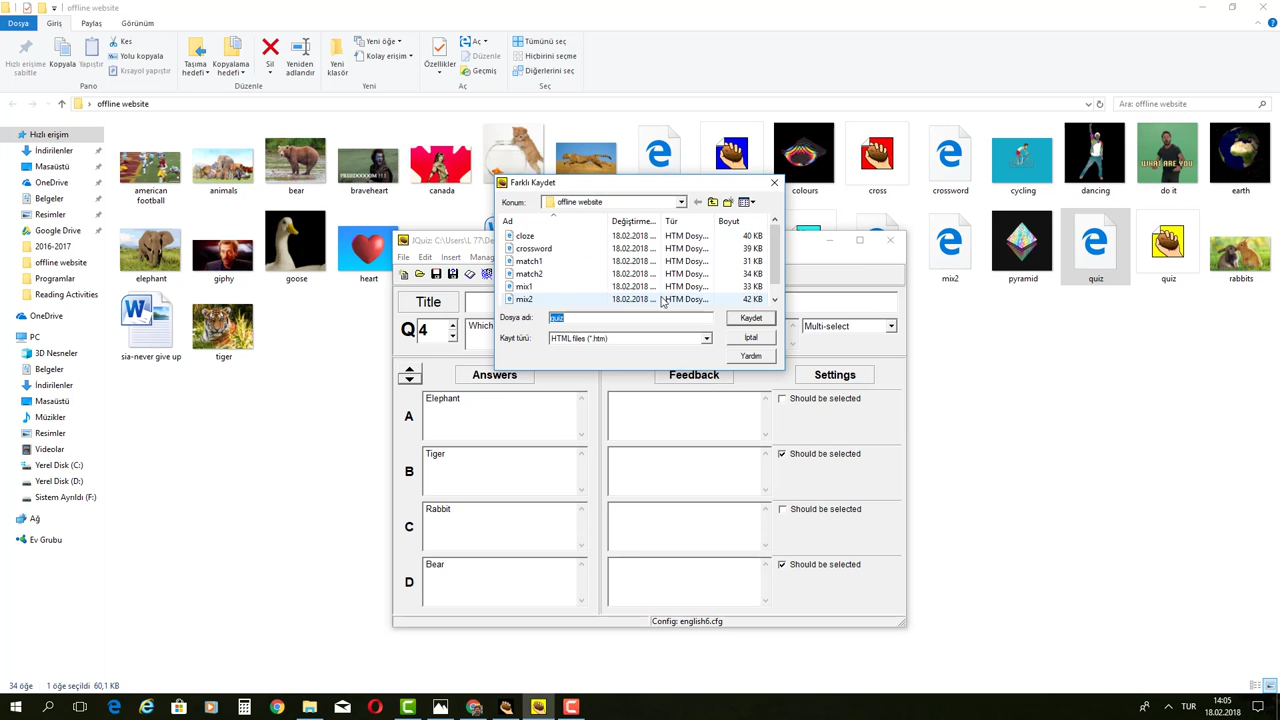 offline website
Dosya Giriş Paylaş Görünüm
Hızlı erişime sabitle
Kopyala
Yapıştır
Kes
Yolu kopyala
Kısayol yapıştır
Pano
Taşıma hedefi
Kopyalama hedefi
Sil
Yeniden adlandır
Düzenle
Yeni klasör
Yeni öğe
Kolay erişim
Yeni
Özellikler
Aç
Düzenle
Geçmiş
Aç
Tümünü seç
Hiçbirini seç
Diğerlerini seç
Seç
offline website
Ara: offline website
Hızlı erişim
İndirilenler
Masaüstü
OneDrive
Belgeler
Resimler
Google Drive
2016-2017
offline website
Programlar
Reading Activities
OneDrive
PC
3D Nesneler
Belgeler
İndirilenler
Masaüstü
Müzikler
Resimler
Videolar
Yerel Disk (C:)
Yerel Disk (D:)
Sistem Ayrıldı (F:)
Ağ
Ev Grubu
american football
animals
bear
FREEDOOOOM !!!
braveheart
canada
colours
cross
crossword
cycling
dancing
WHAT ARE YOU
do it
earth
elephant
giphy
goose
heart
mix2
pyramid
quiz
quiz
rabbits
sia-never give up
tiger
Farklı Kaydet
Konum: offline website
Ad Değiştirme... Tür Boyut
cloze 18.02.2018 ... HTM Dosy... 40 KB
crossword 18.02.2018 ... HTM Dosy... 39 KB
match1 18.02.2018 ... HTM Dosy... 31 KB
match2 18.02.2018 ... HTM Dosy... 34 KB
mix1 18.02.2018 ... HTM Dosy... 33 KB
mix2 18.02.2018 ... HTM Dosy... 42 KB
Dosya adı: quiz Kaydet
Kayıt türü: HTML files (*.htm) İptal
Yardım
JQuiz: C:\Users\L 77\De
File Edit Insert
Title
Q 4 Which Multi-select
Answers Feedback Settings
A Elephant Should be selected
B Tiger Should be selected
C Rabbit Should be selected
D Bear Should be selected
Config: english6.cfg
34 öğe 1 öğe seçildi 60,1 KB
TUR
14:05
18.02.2018